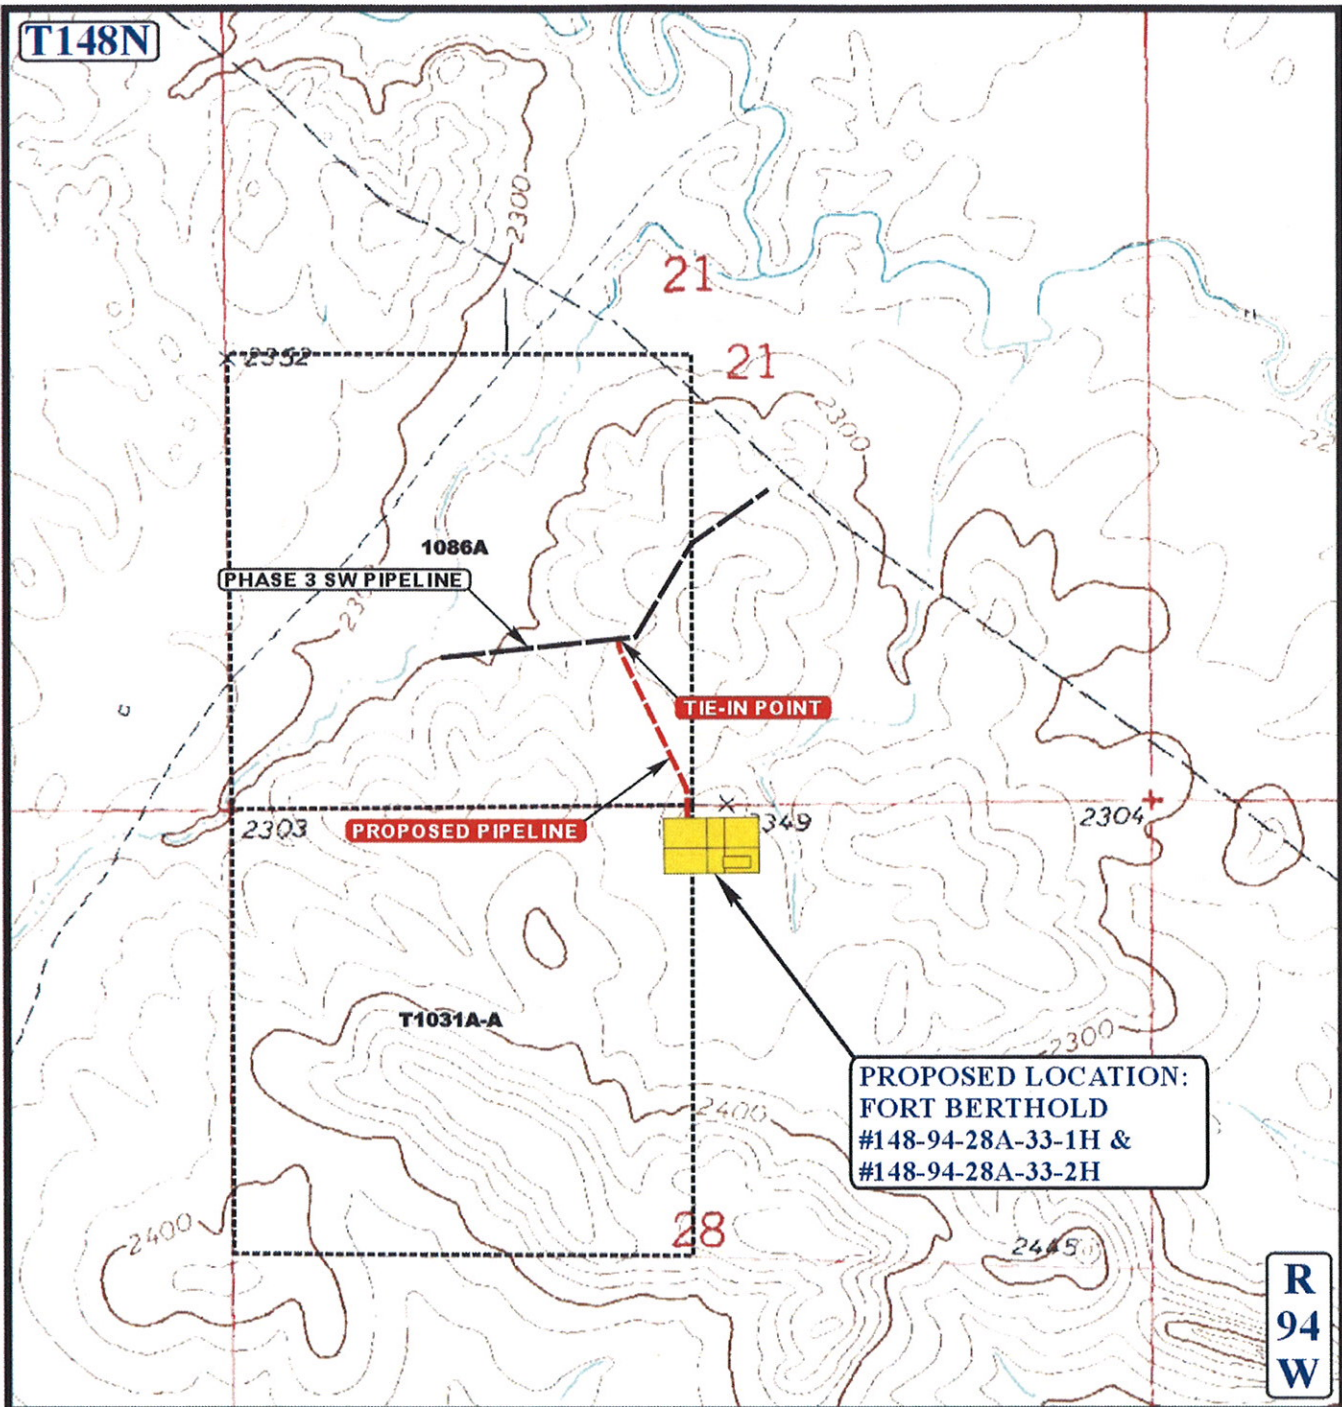 T148N
2300
21
2352
21
2300
1086A
PHASE 3 SW PIPELINE
TIE-IN POINT
2303
PROPOSED PIPELINE
2349
2304
T1031A-A
2300
PROPOSED LOCATION:
FORT BERTHOLD
#148-94-28A-33-1H &
#148-94-28A-33-2H
2400
2400
28
2445
R
94
W